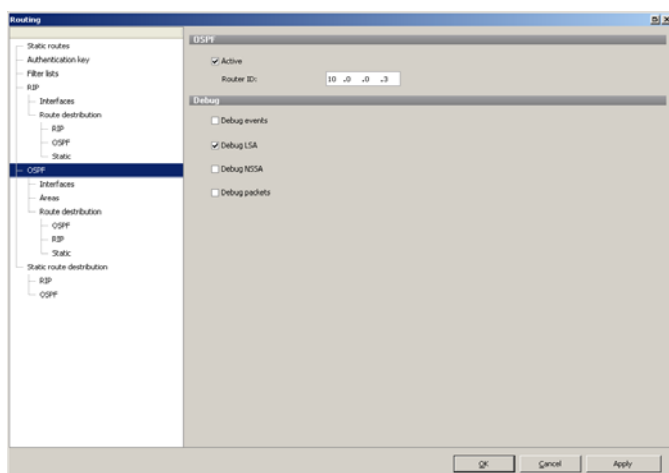 Routing
Static routes
Authentication key
Filter lists
RIP
Interfaces
Route destribution
RIP
OSPF
Static
OSPF
Interfaces
Areas
Route destribution
OSPF
RIP
Static
Static route destribution
RIP
OSPF
OSPF
Active
Router ID: 10 .0 .0 .3
Debug
Debug events
Debug LSA
Debug NSSA
Debug packets
OK Cancel Apply